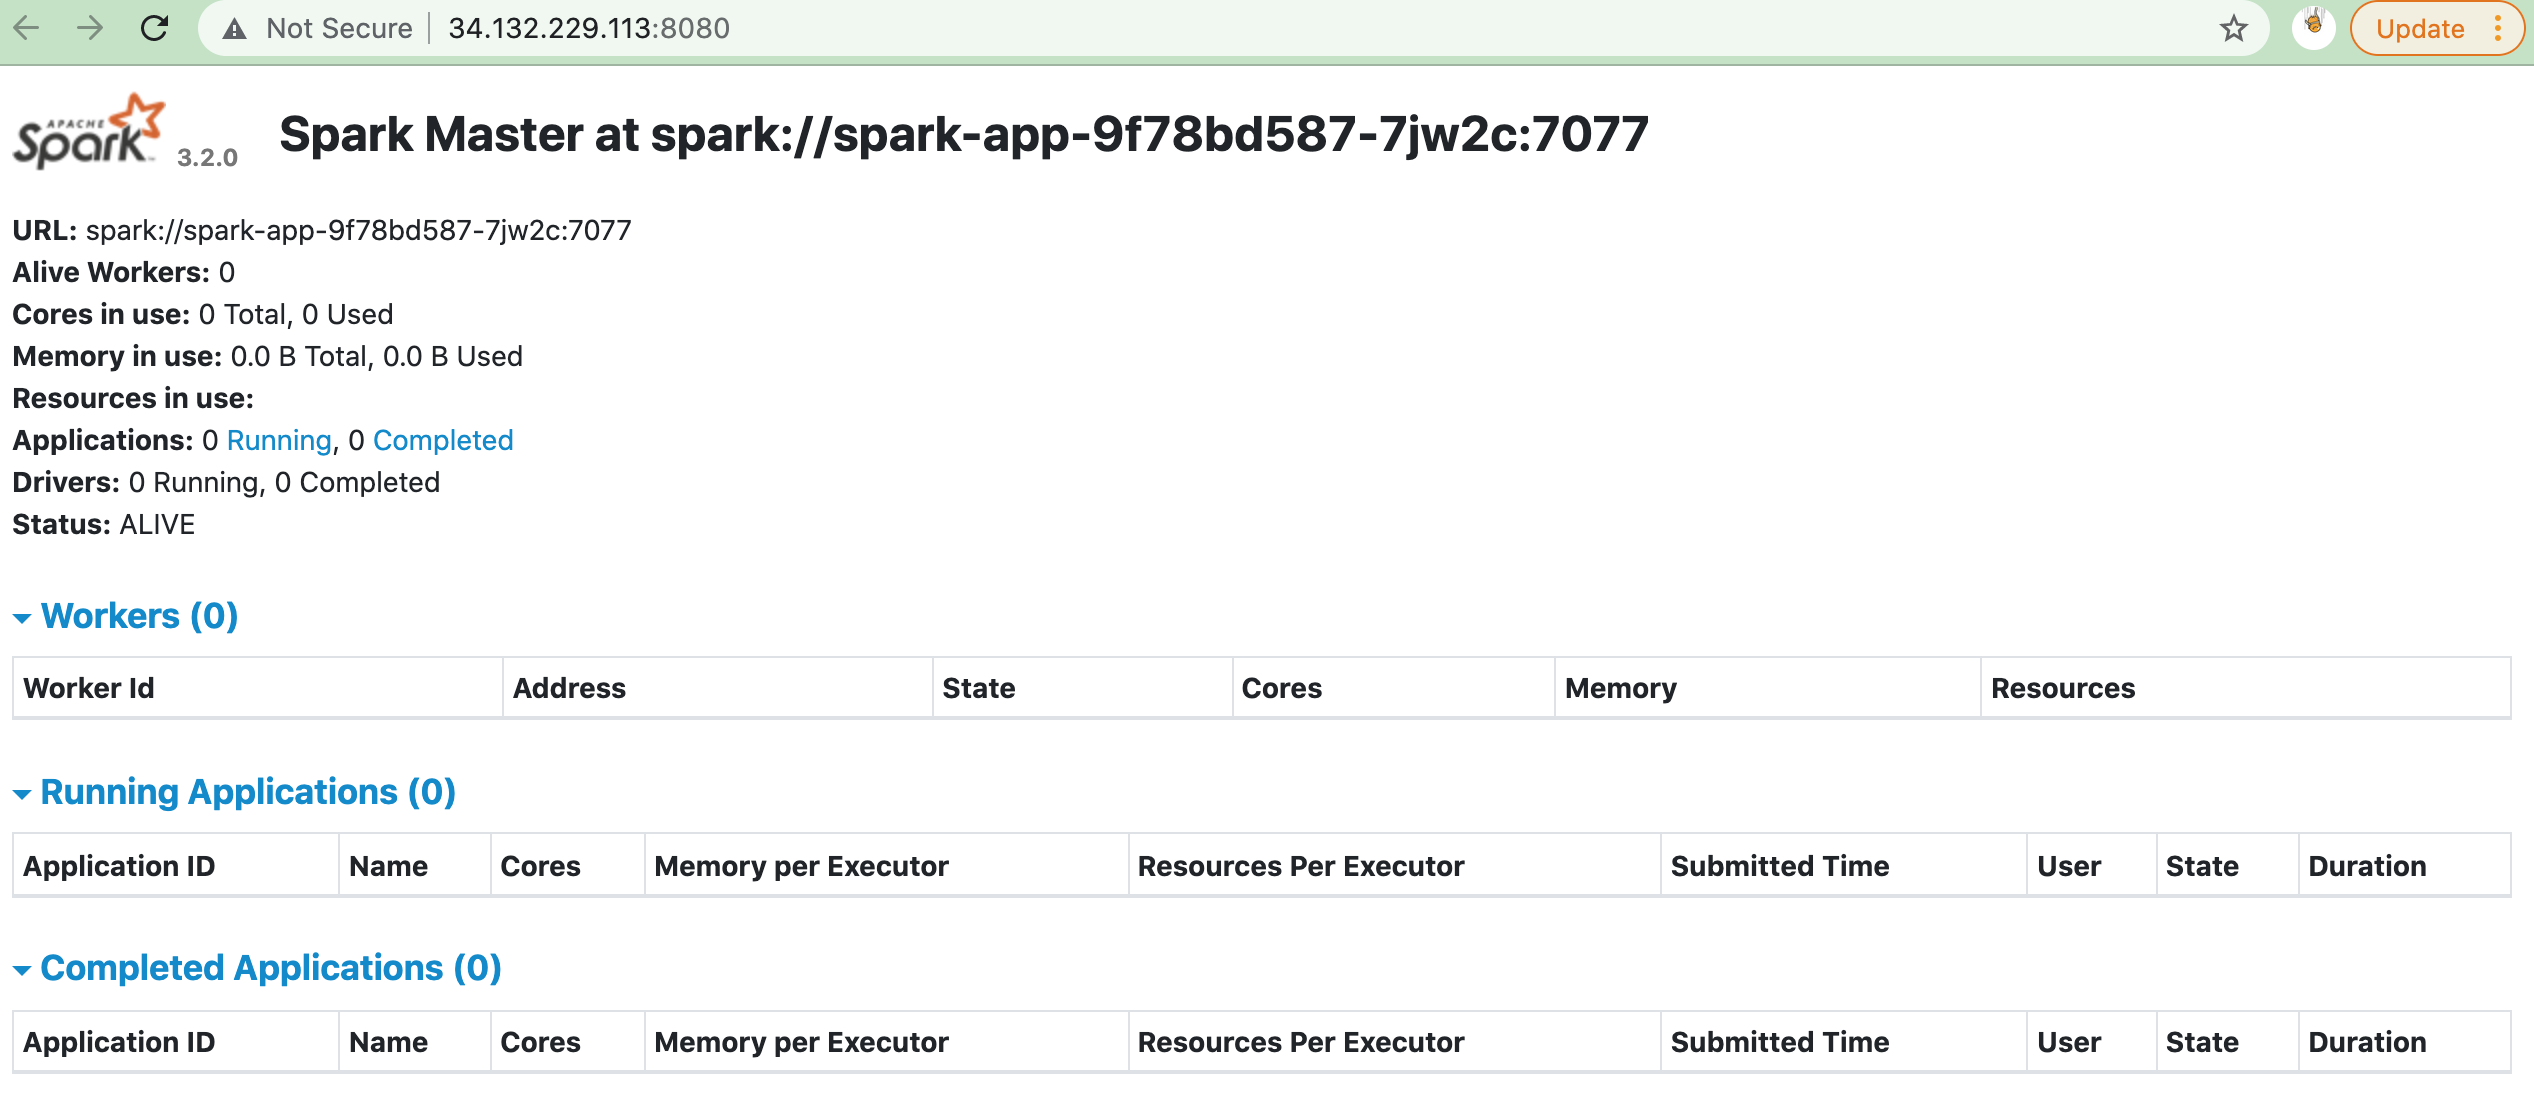 Not Secure 34.132.229.113:8080 Update
APACHE
Spark 3.2.0 Spark Master at spark://spark-app-9f78bd587-7jw2c:7077
URL: spark://spark-app-9f78bd587-7jw2c:7077
Alive Workers: 0
Cores in use: 0 Total, 0 Used
Memory in use: 0.0 B Total, 0.0 B Used
Resources in use:
Applications: 0 Running, 0 Completed
Drivers: 0 Running, 0 Completed
Status: ALIVE
Workers (0)
Worker Id Address State Cores Memory Resources
Running Applications (0)
Application ID Name Cores Memory per Executor Resources Per Executor Submitted Time User State Duration
Completed Applications (0)
Application ID Name Cores Memory per Executor Resources Per Executor Submitted Time User State Duration